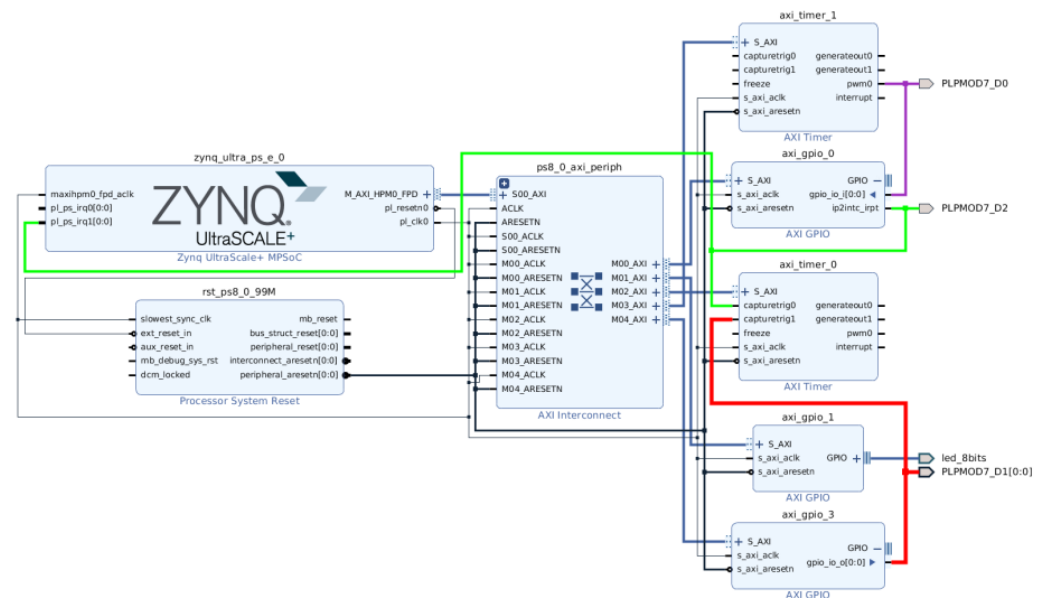 zynq_ultra_ps_e_0
maxihpm0_fpd_aclk
pl_ps_irq0[0:0]
pl_ps_irq1[0:0]
ZYNQ
UltraSCALE+
M_AXI_HPM0_FPD
pl_resetn0
pl_clk0
Zynq UltraScale+ MPSoC
rst_ps8_0_99M
slowest_sync_clk
ext_reset_in
aux_reset_in
mb_debug_sys_rst
dcm_locked
mb_reset
bus_struct_reset[0:0]
peripheral_reset[0:0]
interconnect_aresetn[0:0]
peripheral_aresetn[0:0]
Processor System Reset
ps8_0_axi_periph
S00_AXI
ACLK
ARESETN
S00_ACLK
S00_ARESETN
M00_ACLK
M00_ARESETN
M01_ACLK
M01_ARESETN
M02_ACLK
M02_ARESETN
M03_ACLK
M03_ARESETN
M04_ACLK
M04_ARESETN
M00_AXI
M01_AXI
M02_AXI
M03_AXI
M04_AXI
AXI Interconnect
axi_timer_1
S_AXI
capturetrig0
capturetrig1
freeze
s_axi_aclk
s_axi_aresetn
generateout0
generateout1
pwm0
interrupt
AXI Timer
PLPMOD7_D0
axi_gpio_0
S_AXI
s_axi_aclk
s_axi_aresetn
GPIO
gpio_io_i[0:0]
ip2intc_irpt
AXI GPIO
PLPMOD7_D2
axi_timer_0
S_AXI
capturetrig0
capturetrig1
freeze
s_axi_aclk
s_axi_aresetn
generateout0
generateout1
pwm0
interrupt
AXI Timer
axi_gpio_1
S_AXI
s_axi_aclk
s_axi_aresetn
GPIO
AXI GPIO
led_8bits
PLPMOD7_D1[0:0]
axi_gpio_3
S_AXI
s_axi_aclk
s_axi_aresetn
GPIO
gpio_io_o[0:0]
AXI GPIO